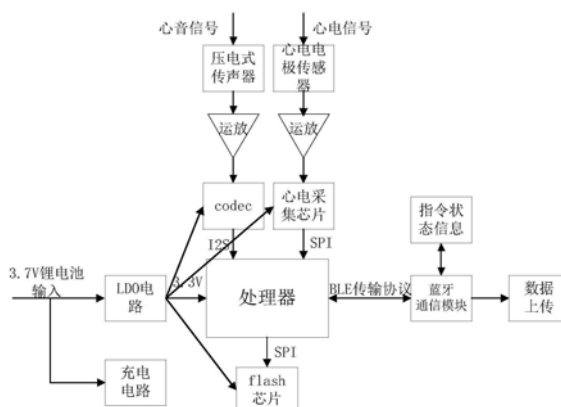 心音信号
心电信号
压电式
传声器
心电电
极传感
器
运放
运放
codec
心电采
集芯片
指令状
态信息
I2S
SPI
3.7V锂电池
输入
LDO电
路
3.3V
处理器
BLE传输协议
蓝牙
通信模块
数据
上传
SPI
充电
电路
flash
芯片